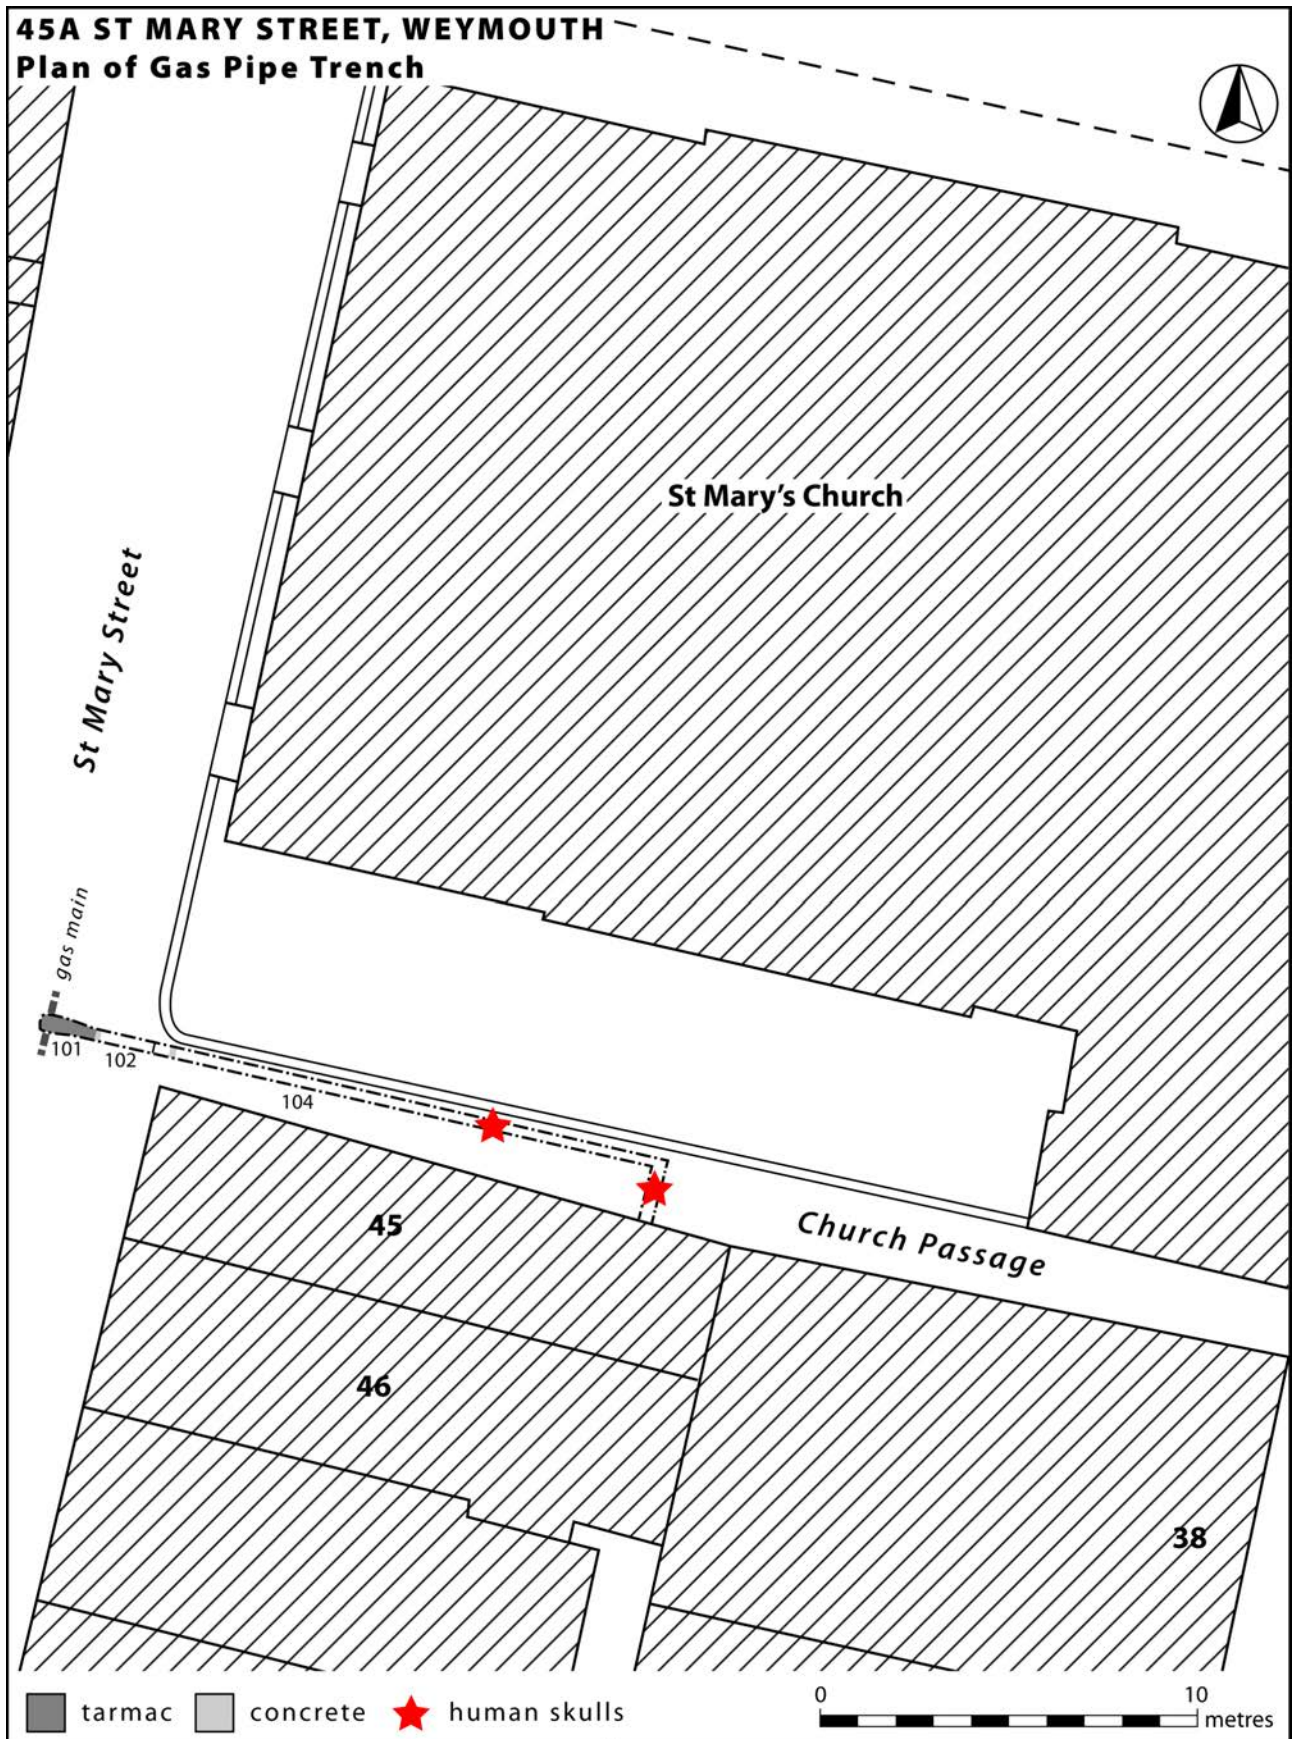 45A ST MARY STREET, WEYMOUTH
Plan of Gas Pipe Trench
St Mary's Church
St Mary Street
gas main
101
102
104
45
Church Passage
46
38
tarmac
concrete
human skulls
0
10
metres